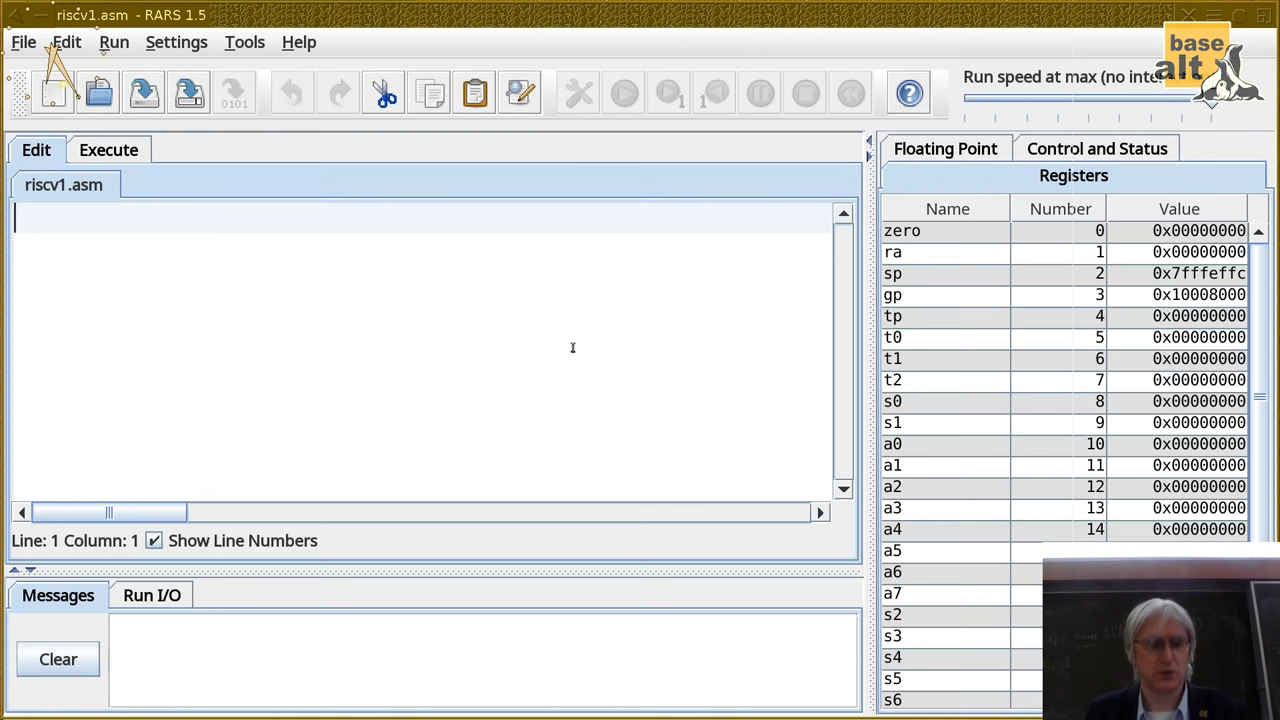 riscv1.asm - RARS 1.5
File Edit Run Settings Tools Help
base
alt
Run speed at max (no inte
Edit Execute
riscv1.asm
Line: 1 Column: 1 Show Line Numbers
Messages Run I/O
Clear
Floating Point Control and Status
Registers
Name Number Value
zero 0 0x00000000
ra 1 0x00000000
sp 2 0x7fffeffc
gp 3 0x10008000
tp 4 0x00000000
t0 5 0x00000000
t1 6 0x00000000
t2 7 0x00000000
s0 8 0x00000000
s1 9 0x00000000
a0 10 0x00000000
a1 11 0x00000000
a2 12 0x00000000
a3 13 0x00000000
a4 14 0x00000000
a5
a6
a7
s2
s3
s4
s5
s6